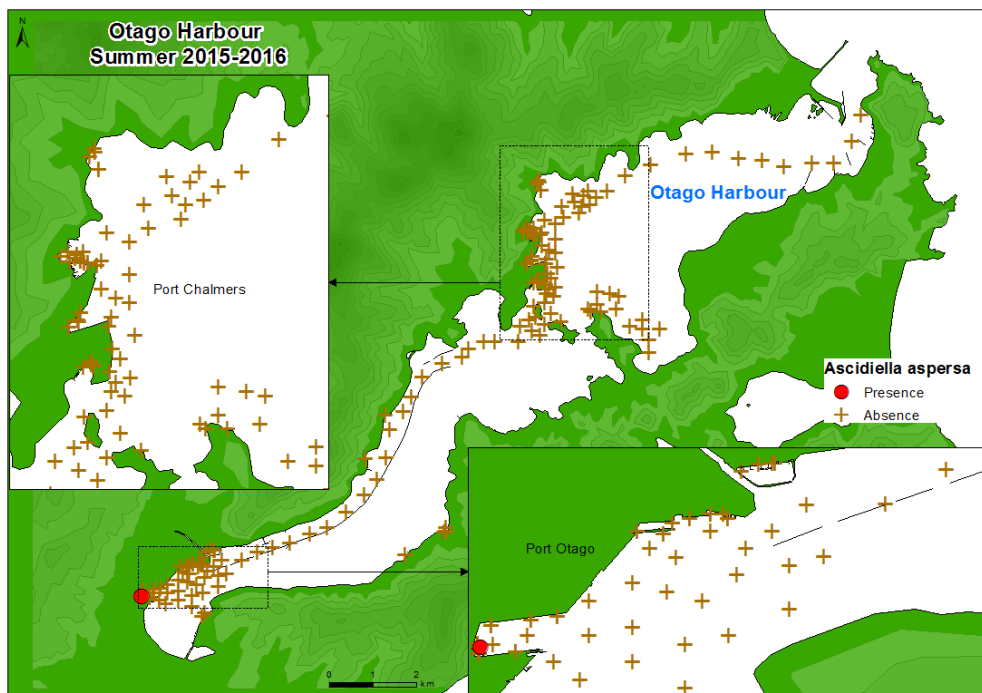 N
Otago Harbour
Summer 2015-2016
Port Chalmers
Otago Harbour
Ascidiella aspersa
Presence
Absence
Port Otago
0 1 2
km